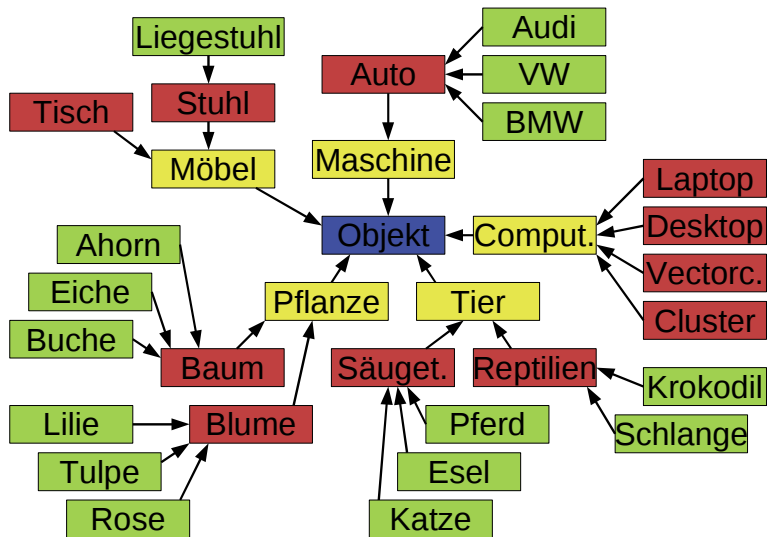 Liegestuhl
Audi
Auto
VW
Tisch
Stuhl
BMW
Möbel
Maschine
Laptop
Objekt
Comput.
Desktop
Ahorn
Vectorc.
Eiche
Pflanze
Tier
Cluster
Buche
Baum
Säuget.
Reptilien
Krokodil
Lilie
Blume
Pferd
Schlange
Tulpe
Esel
Rose
Katze